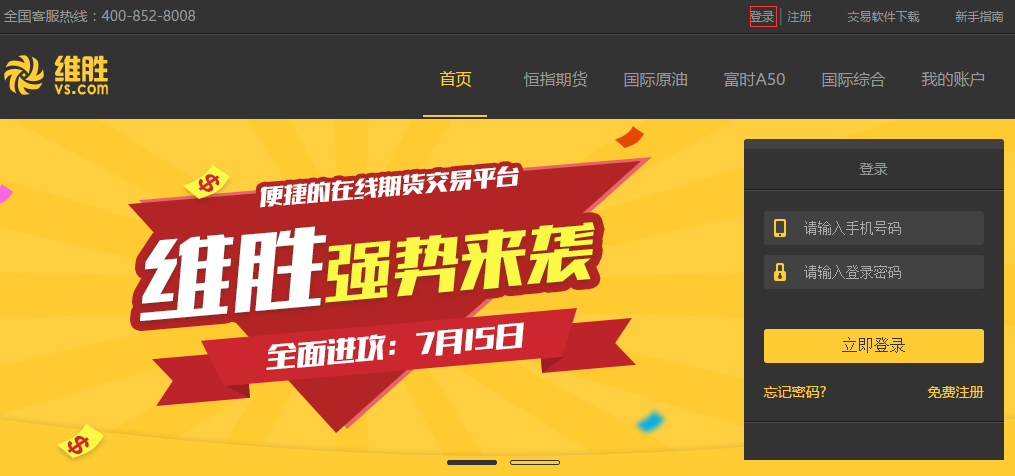 全国客服热线：400-852-8008
登录 | 注册 交易软件下载 新手指南
维胜
vs.com
首页 恒指期货 国际原油 富时A50 国际综合 我的账户
便捷的在线期货交易平台
维胜强势来袭
全面进攻：7月15日
登录
请输入手机号码
请输入登录密码
立即登录
忘记密码? 免费注册